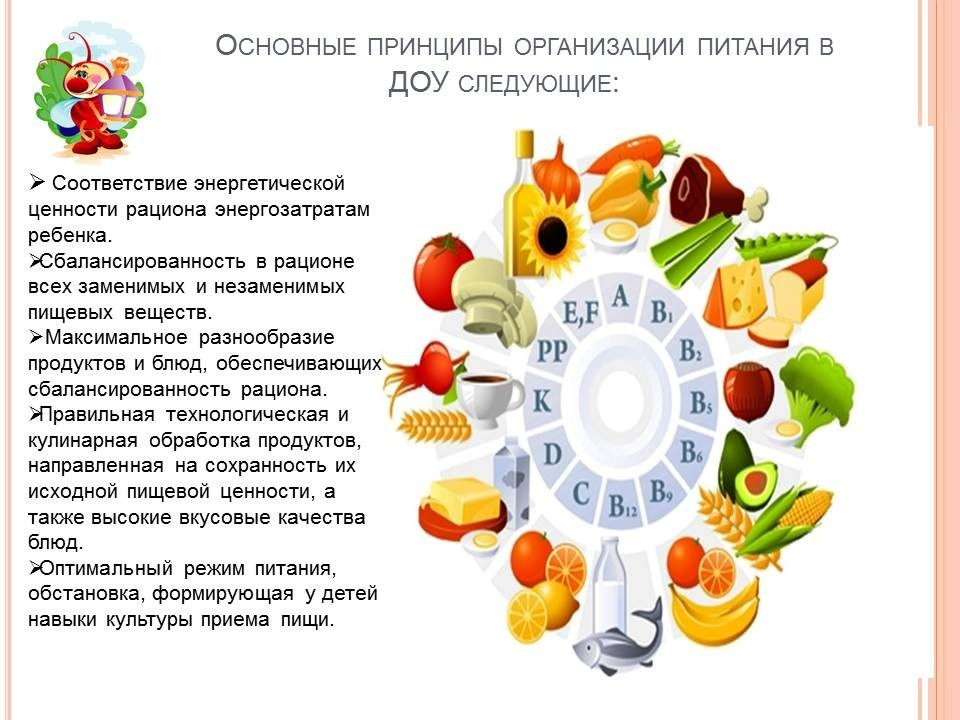 Основные принципы организации питания в
ДОУ следующие:
➢ Соответствие энергетической
ценности рациона энергозатратам
ребенка.
➢Сбалансированность в рационе
всех заменимых и незаменимых
пищевых веществ.
➢Максимальное разнообразие
продуктов и блюд, обеспечивающих
сбалансированность рациона.
➢Правильная технологическая и
кулинарная обработка продуктов,
направленная на сохранность их
исходной пищевой ценности, а
также высокие вкусовые качества
блюд.
➢Оптимальный режим питания,
обстановка, формирующая у детей
навыки культуры приема пищи.
A
B₁
B₂
B₅
B₆
B₉
B₁₂
C
D
K
PP
E,F